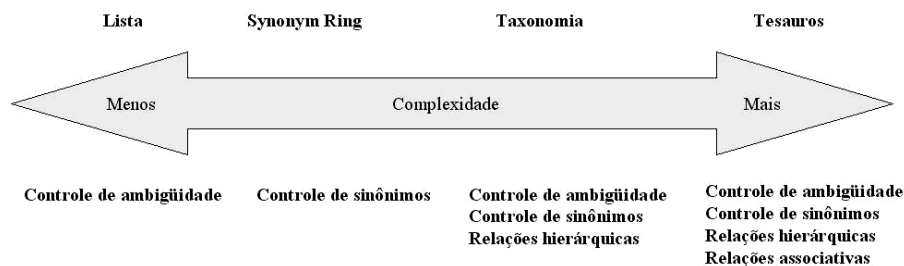 Lista Synonym Ring Taxonomia Tesauros
Menos Complexidade Mais
Controle de ambigüidade
Controle de sinônimos
Controle de ambigüidade
Controle de sinônimos
Relações hierárquicas
Controle de ambigüidade
Controle de sinônimos
Relações hierárquicas
Relações associativas